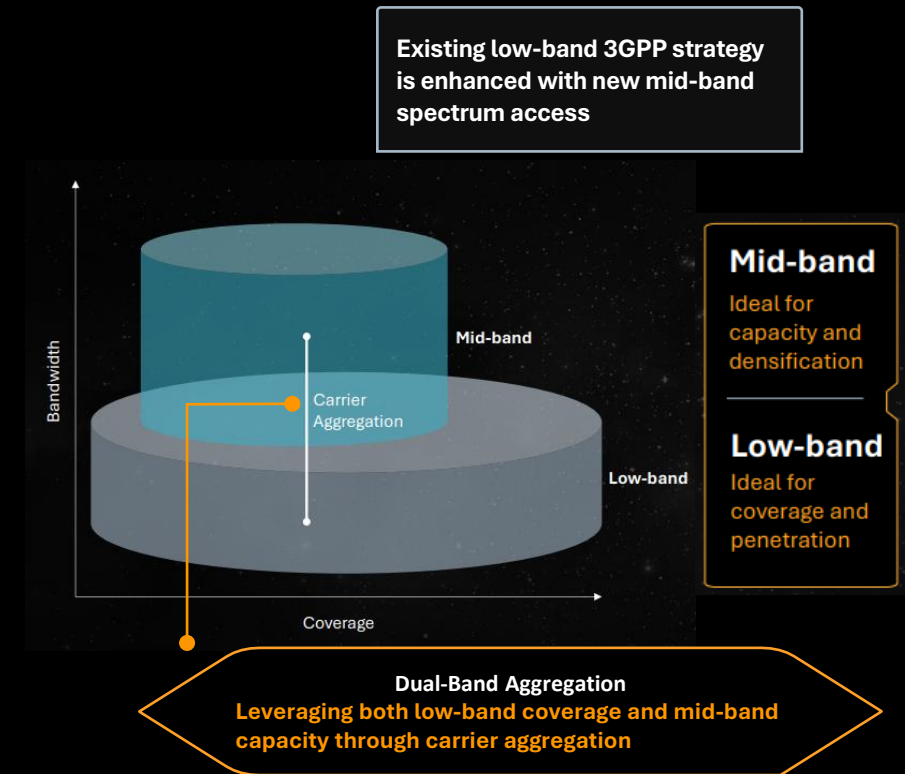 Existing low-band 3GPP strategy
is enhanced with new mid-band
spectrum access
Bandwidth
Mid-band
Carrier
Aggregation
Low-band
Coverage
Mid-band
Ideal for
capacity and
densification
Low-band
Ideal for
coverage and
penetration
Dual-Band Aggregation
Leveraging both low-band coverage and mid-band
capacity through carrier aggregation